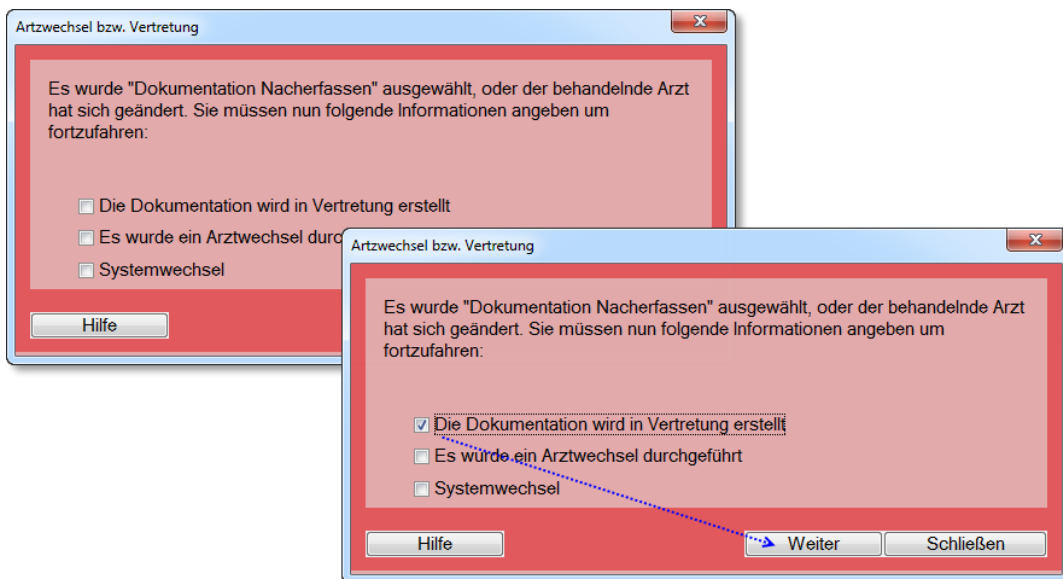 Artzwechsel bzw. Vertretung
Es wurde "Dokumentation Nacherfassen" ausgewählt, oder der behandelnde Arzt
hat sich geändert. Sie müssen nun folgende Informationen angeben um
fortzufahren:
Die Dokumentation wird in Vertretung erstellt
Es wurde ein Arztwechsel durc
Systemwechsel
Hilfe
Artzwechsel bzw. Vertretung
Es wurde "Dokumentation Nacherfassen" ausgewählt, oder der behandelnde Arzt
hat sich geändert. Sie müssen nun folgende Informationen angeben um
fortzufahren:
Die Dokumentation wird in Vertretung erstellt
Es wurde ein Arztwechsel durchgeführt
Systemwechsel
Hilfe Weiter Schließen